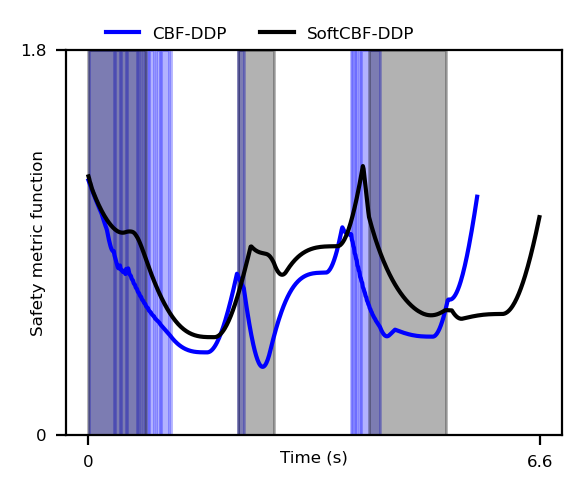 CBF-DDP SoftCBF-DDP
1.8
Safety metric function
0
0 Time (s) 6.6